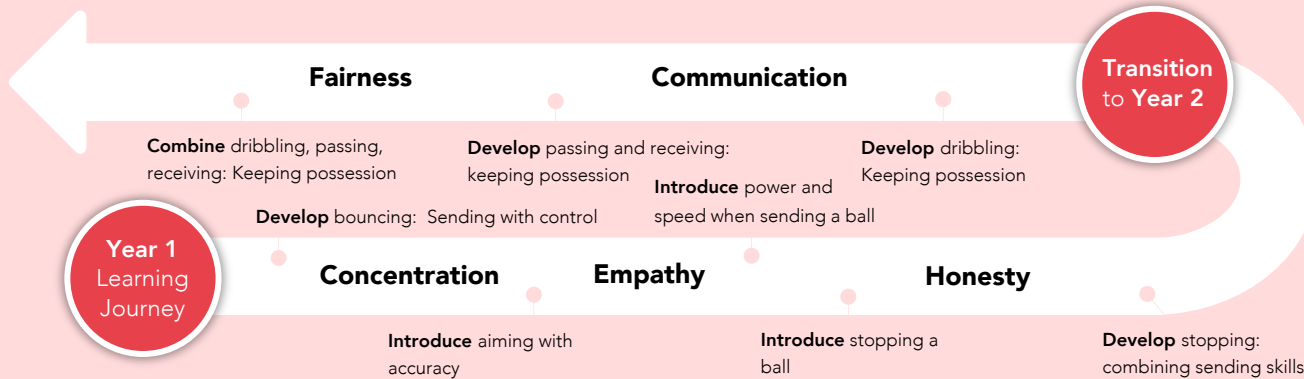 Fairness
Communication
Transition
to Year 2
Combine dribbling, passing,
receiving: Keeping possession
Develop passing and receiving:
keeping possession
Develop dribbling:
Keeping possession
Introduce power and
speed when sending a ball
Develop bouncing: Sending with control
Year 1
Learning
Journey
Concentration
Empathy
Honesty
Introduce aiming with
accuracy
Introduce stopping a
ball
Develop stopping:
combining sending skills